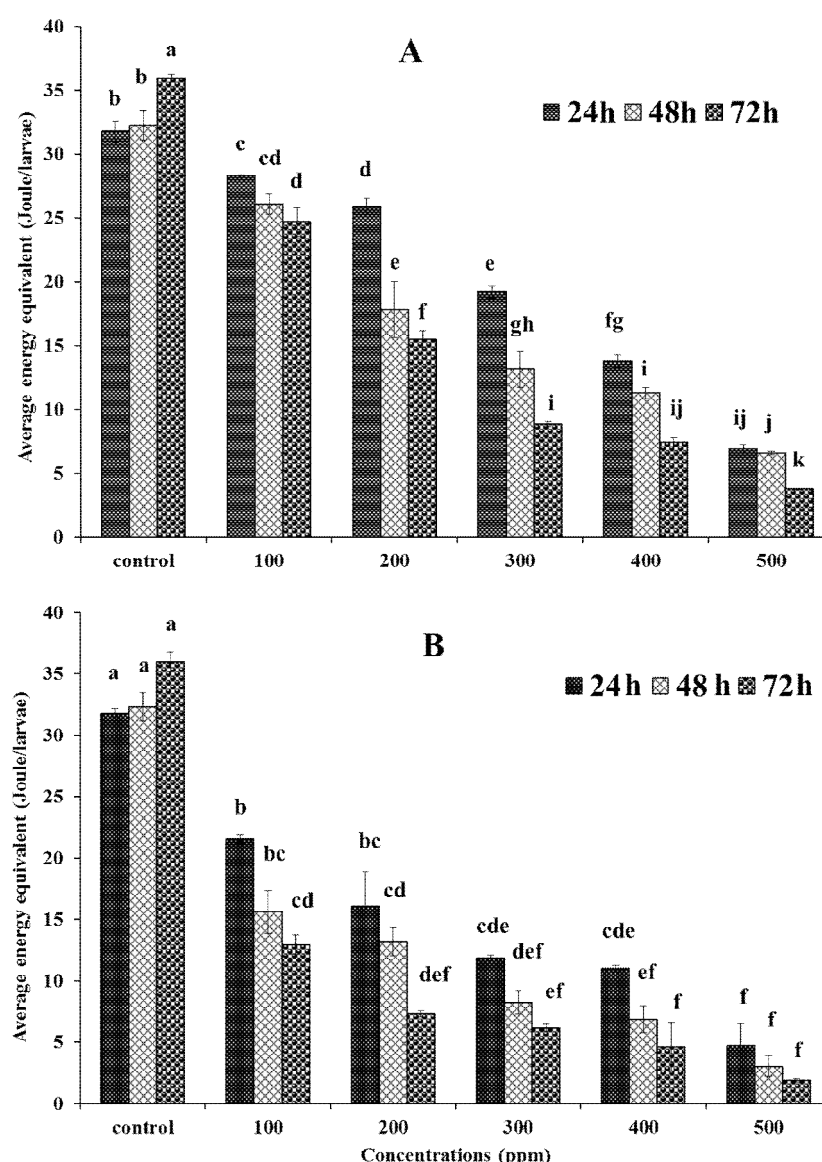 A
24h 48h 72h
Average energy equivalent (Joule/larvae)
40
35
30
25
20
15
10
5
0
b b a
c cd d
d e f
e gh i
fg i ij
ij j k
control 100 200 300 400 500
B
24h 48h 72h
Average energy equivalent (Joule/larvae)
40
35
30
25
20
15
10
5
0
a a a
b bc cd
bc cd def
cde def ef
cde ef f
f f f
control 100 200 300 400 500
Concentrations (ppm)